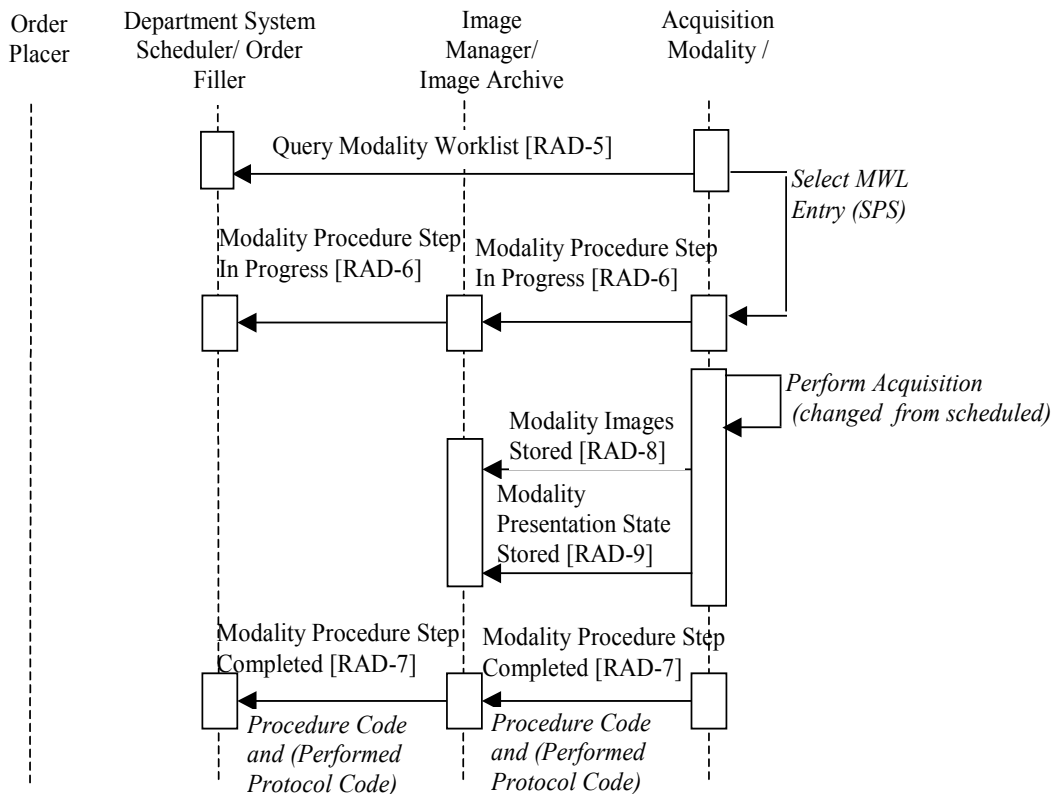 Order
Placer
Department System
Scheduler/ Order
Filler
Image
Manager/
Image Archive
Acquisition
Modality /
Query Modality Worklist [RAD-5]
Select MWL
Entry (SPS)
Modality Procedure Step
In Progress [RAD-6]
Modality Procedure Step
In Progress [RAD-6]
Perform Acquisition
(changed from scheduled)
Modality Images
Stored [RAD-8]
Modality
Presentation State
Stored [RAD-9]
Modality Procedure Step
Completed [RAD-7]
Modality Procedure Step
Completed [RAD-7]
Procedure Code
and (Performed
Protocol Code)
Procedure Code
and (Performed
Protocol Code)